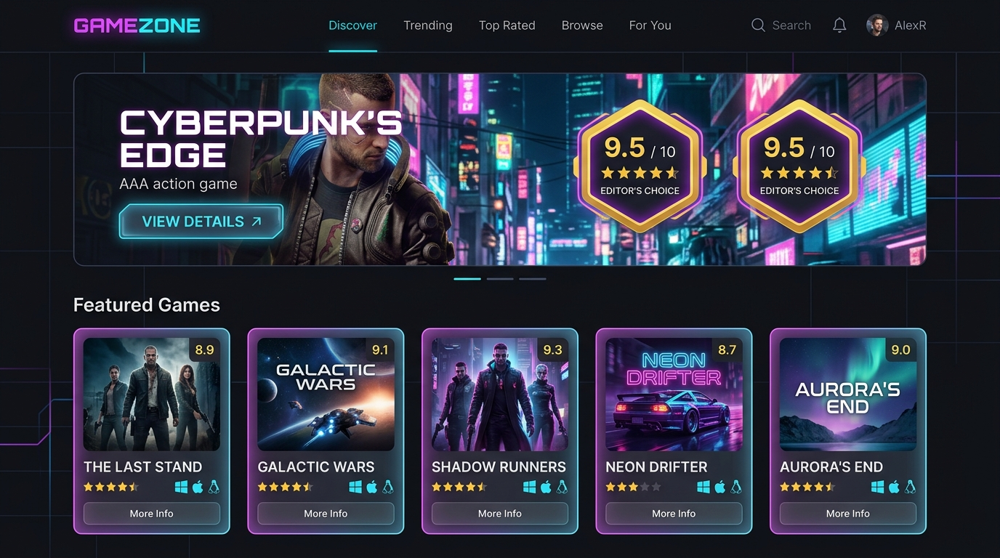 GAMEZONE
Discover
Trending
Top Rated
Browse
For You
Search
AlexR
CYBERPUNK'S
EDGE
AAA action game
VIEW DETAILS
9.5 / 10
EDITOR'S CHOICE
9.5 / 10
EDITOR'S CHOICE
Featured Games
8.9
THE LAST STAND
More Info
9.1
GALACTIC
WARS
GALACTIC WARS
More Info
9.3
SHADOW RUNNERS
More Info
8.7
NEON
DRIFTER
NEON DRIFTER
More Info
9.0
AURORA'S
END
AURORA'S END
More Info